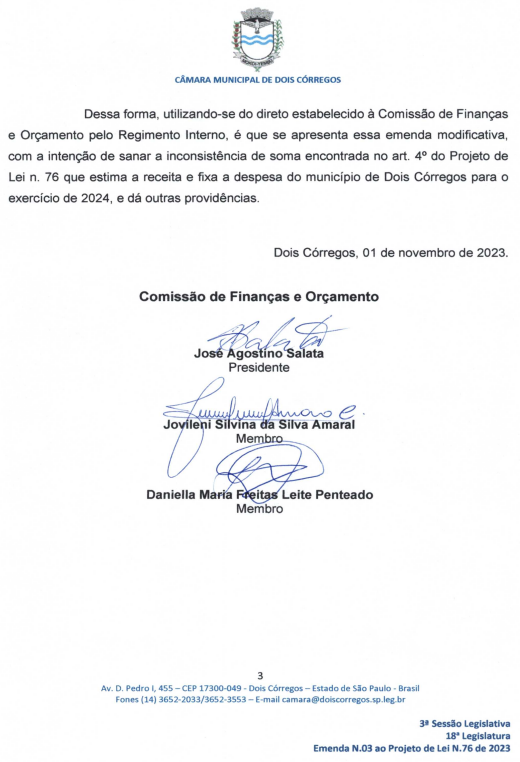 CÂMARA MUNICIPAL DE DOIS CÓRREGOS
Dessa forma, utilizando-se do direto estabelecido à Comissão de Finanças
e Orçamento pelo Regimento Interno, é que se apresenta essa emenda modificativa,
com a intenção de sanar a inconsistência de soma encontrada no art. 4º do Projeto de
Lei n. 76 que estima a receita e fixa a despesa do município de Dois Córregos para o
exercício de 2024, e dá outras providências.
Dois Córregos, 01 de novembro de 2023.
Comissão de Finanças e Orçamento
José Agostino Salata
Presidente
Jovileni Silvina da Silva Amaral
Membro
Daniella Maria Freitas Leite Penteado
Membro
3
Av. D. Pedro I, 455 – CEP 17300-049 - Dois Córregos – Estado de São Paulo - Brasil
Fones (14) 3652-2033/3652-3553 – E-mail camara@doiscorregos.sp.leg.br
3ª Sessão Legislativa
18ª Legislatura
Emenda N.03 ao Projeto de Lei N.76 de 2023